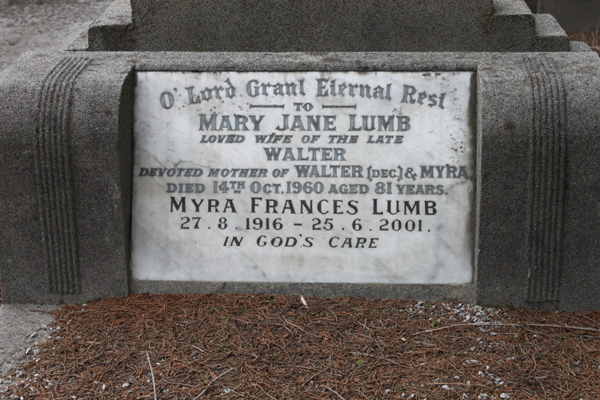 O' Lord Grant Eternal Rest
TO
MARY JANE LUMB
LOVED WIFE OF THE LATE
WALTER
DEVOTED MOTHER OF WALTER (DEC.) & MYRA
DIED 14TH OCT. 1960 AGED 81 YEARS.
MYRA FRANCES LUMB
27.8.1916 – 25.6.2001.
IN GOD'S CARE